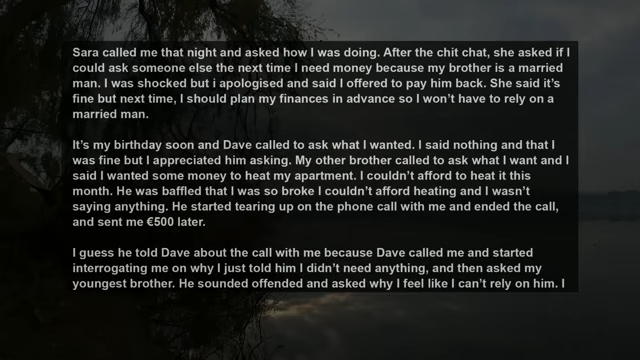 Sara called me that night and asked how I was doing. After the chit chat, she asked if I
could ask someone else the next time I need money because my brother is a married
man. I was shocked but i apologised and said I offered to pay him back. She said it's
fine but next time, I should plan my finances in advance so I won't have to rely on a
married man.
It's my birthday soon and Dave called to ask what I wanted. I said nothing and that I
was fine but I appreciated him asking. My other brother called to ask what I want and I
said I wanted some money to heat my apartment. I couldn't afford to heat it this
month. He was baffled that I was so broke I couldn't afford heating and I wasn't
saying anything. He started tearing up on the phone call with me and ended the call,
and sent me €500 later.
I guess he told Dave about the call with me because Dave called me and started
interrogating me on why I just told him I didn't need anything, and then asked my
youngest brother. He sounded offended and asked why I feel like I can't rely on him. I